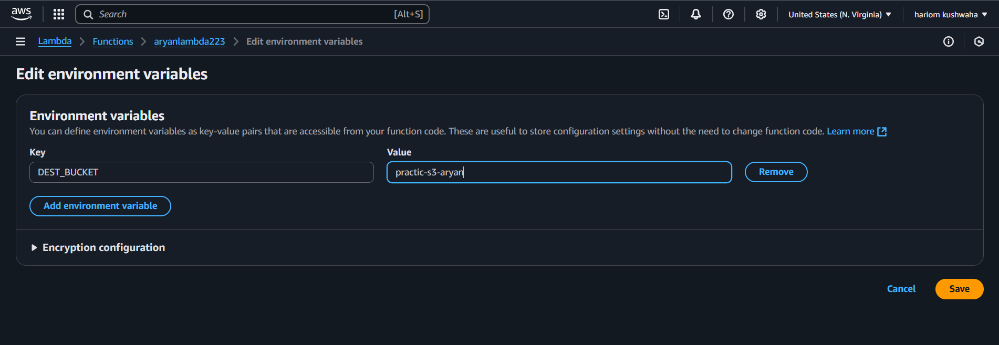 aws Search [Alt+S] United States (N. Virginia) hariom kushwaha
Lambda Functions aryanlambda223 Edit environment variables
Edit environment variables
Environment variables
You can define environment variables as key-value pairs that are accessible from your function code. These are useful to store configuration settings without the need to change function code. Learn more
Key Value
DEST_BUCKET practic-s3-aryan Remove
Add environment variable
Encryption configuration
Cancel Save